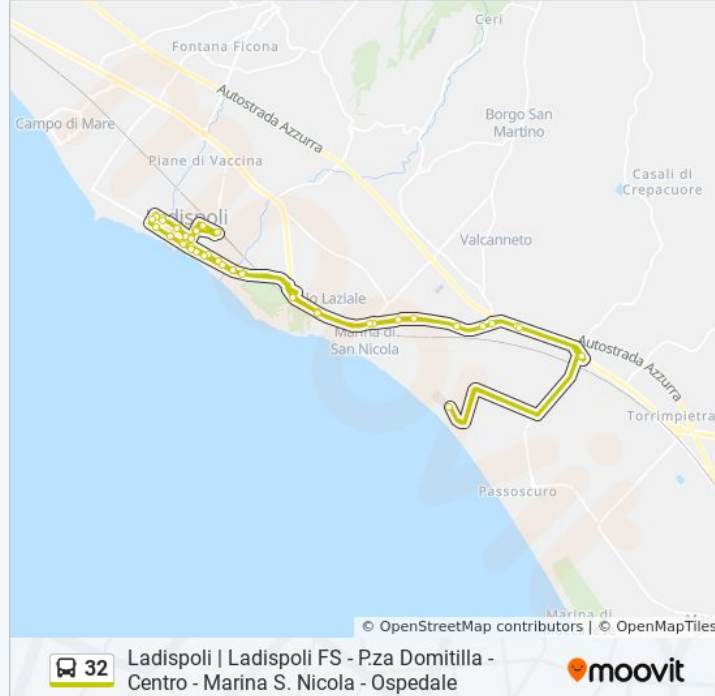 Ceri
Fontana Ficona
Autostrada Azzurra
Campo di Mare
Borgo San
Martino
Piane di Vaccina
Casali di
Crepacuore
Ladispoli
Valcanneto
lo Laziale
Marina di
San Nicola
Autostrada Azzurra
Torrimpietra
Passoscuro
Marina di
© OpenStreetMap contributors | © OpenMapTiles
32
Ladispoli | Ladispoli FS - P.za Domitilla -
Centro - Marina S. Nicola - Ospedale
moovit